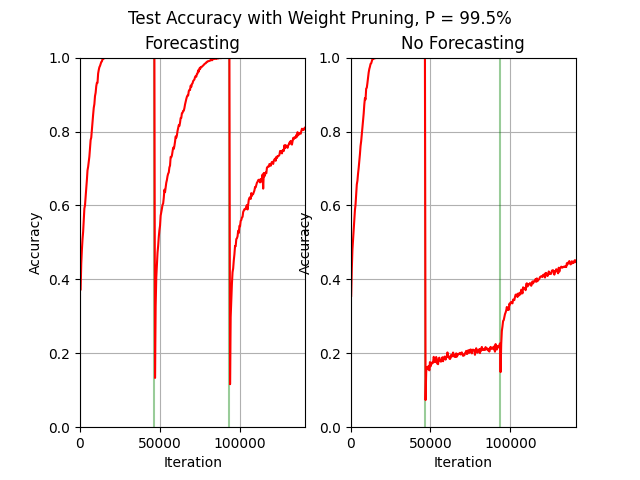 Test Accuracy with Weight Pruning, P = 99.5%
Forecasting
No Forecasting
1.0
0.8
0.6
0.4
0.2
0.0
Accuracy
0
50000
100000
Iteration
1.0
0.8
0.6
0.4
0.2
0.0
Accuracy
0
50000
100000
Iteration